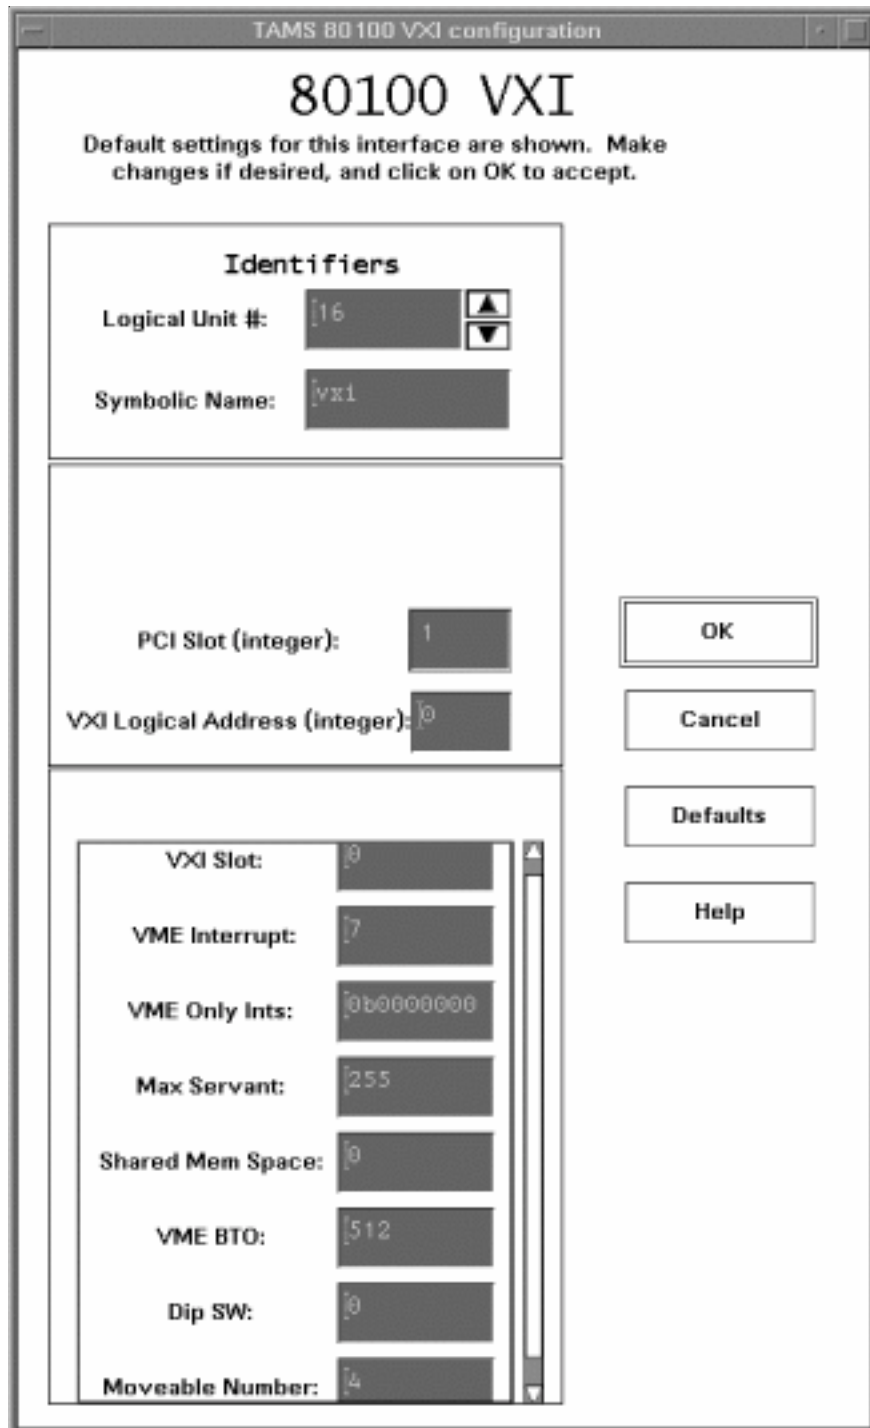 TAMS 80100 VXI configuration
80100 VXI
Default settings for this interface are shown. Make
changes if desired, and click on OK to accept.
Identifiers
Logical Unit #: 16
Symbolic Name: vxi
PCI Slot (integer): 1
VXI Logical Address (integer): 0
OK
Cancel
Defaults
Help
VXI Slot: 0
VME Interrupt: 7
VME Only Ints: 0b0000000
Max Servant: 255
Shared Mem Space: 0
VME BTO: 512
Dip SW: 0
Moveable Number: 4